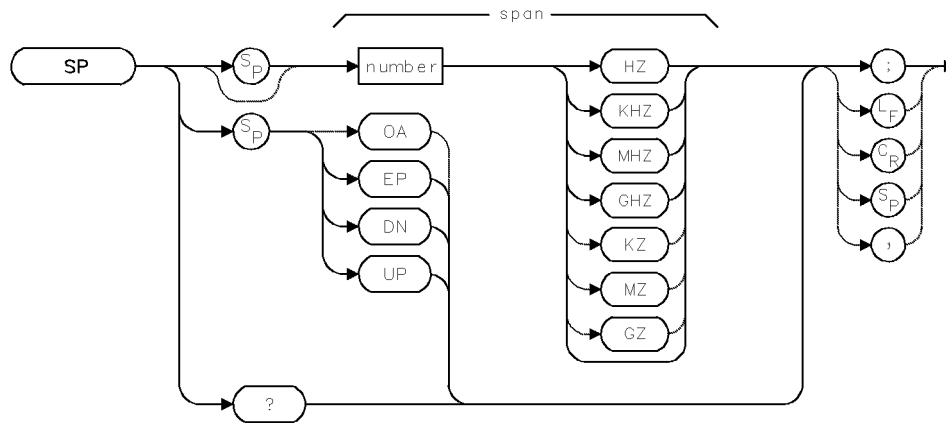 span
SP
SP
number
HZ
;
KHZ
LF
SP
OA
MHZ
CR
EP
GHZ
SP
DN
KZ
,
UP
MZ
GZ
?